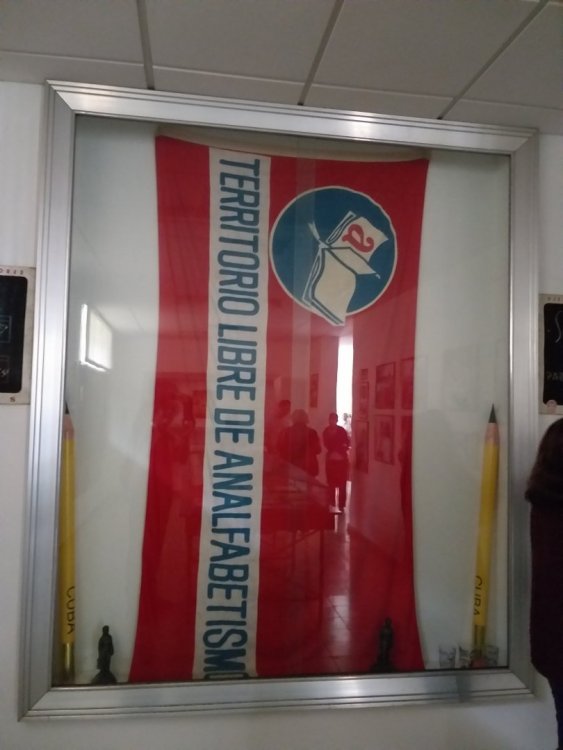 TERRITORIO LIBRE DE ANALFABETISMO
a
CUBA
CUBA